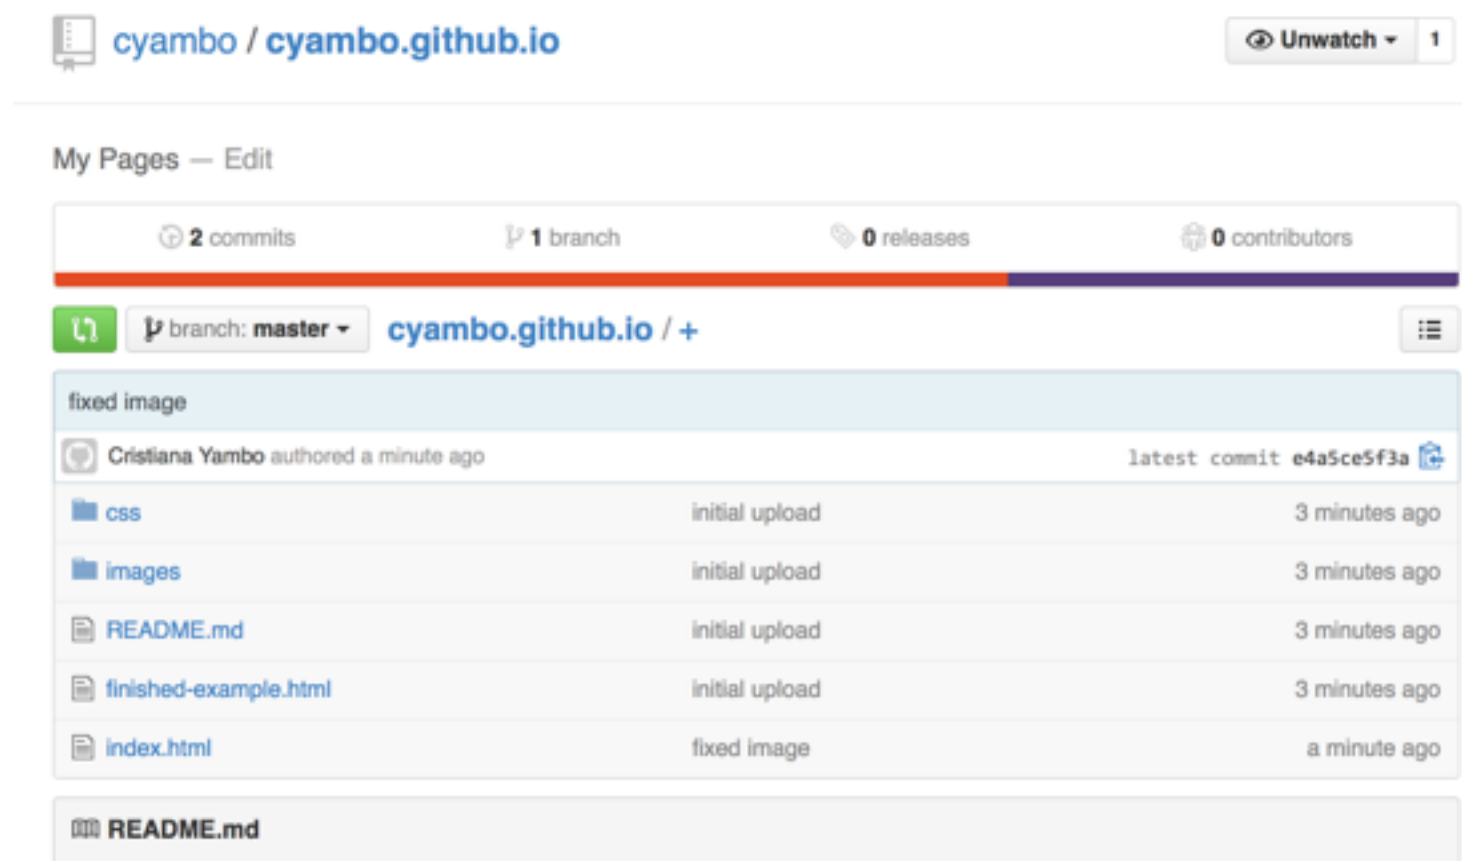 cyambo / cyambo.github.io
Unwatch 1
My Pages — Edit
2 commits 1 branch 0 releases 0 contributors
branch: master cyambo.github.io / +
fixed image
Cristiana Yambo authored a minute ago latest commit e4a5ce5f3a
css initial upload 3 minutes ago
images initial upload 3 minutes ago
README.md initial upload 3 minutes ago
finished-example.html initial upload 3 minutes ago
index.html fixed image a minute ago
README.md